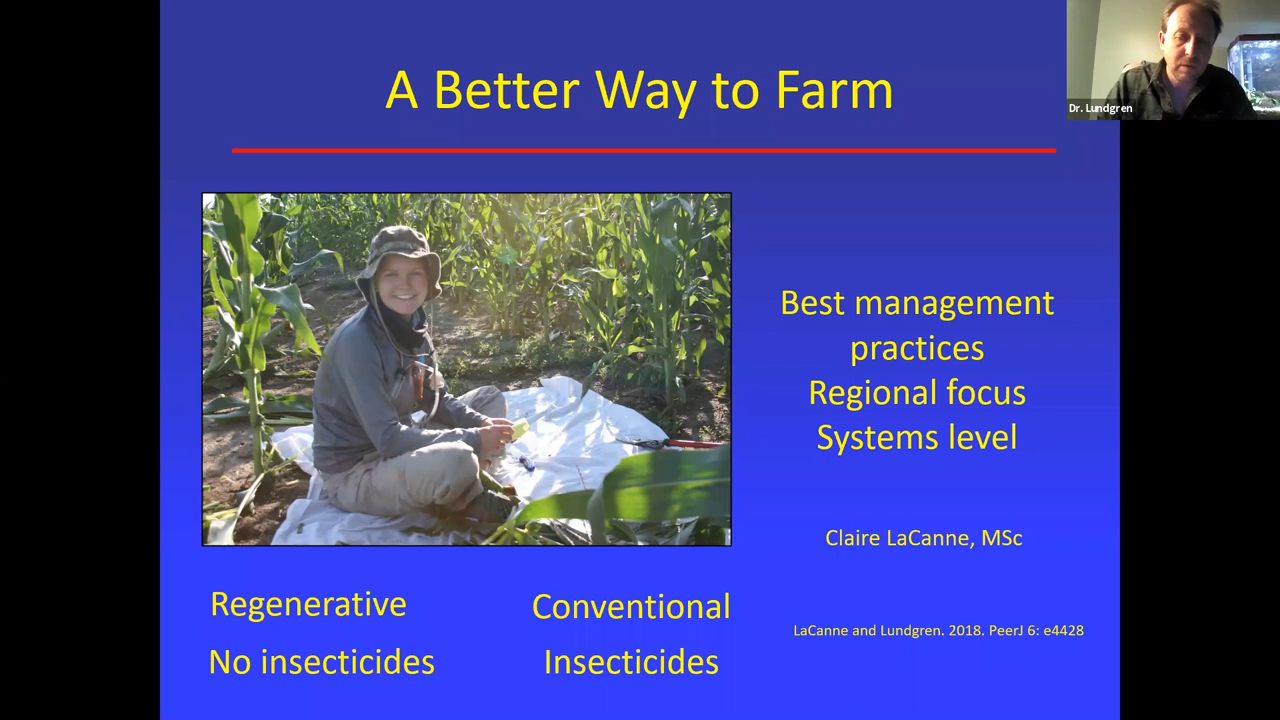 A Better Way to Farm
Dr. Lundgren
Best management
practices
Regional focus
Systems level
Claire LaCanne, MSc
Regenerative
Conventional
LaCanne and Lundgren. 2018. PeerJ 6: e4428
No insecticides
Insecticides